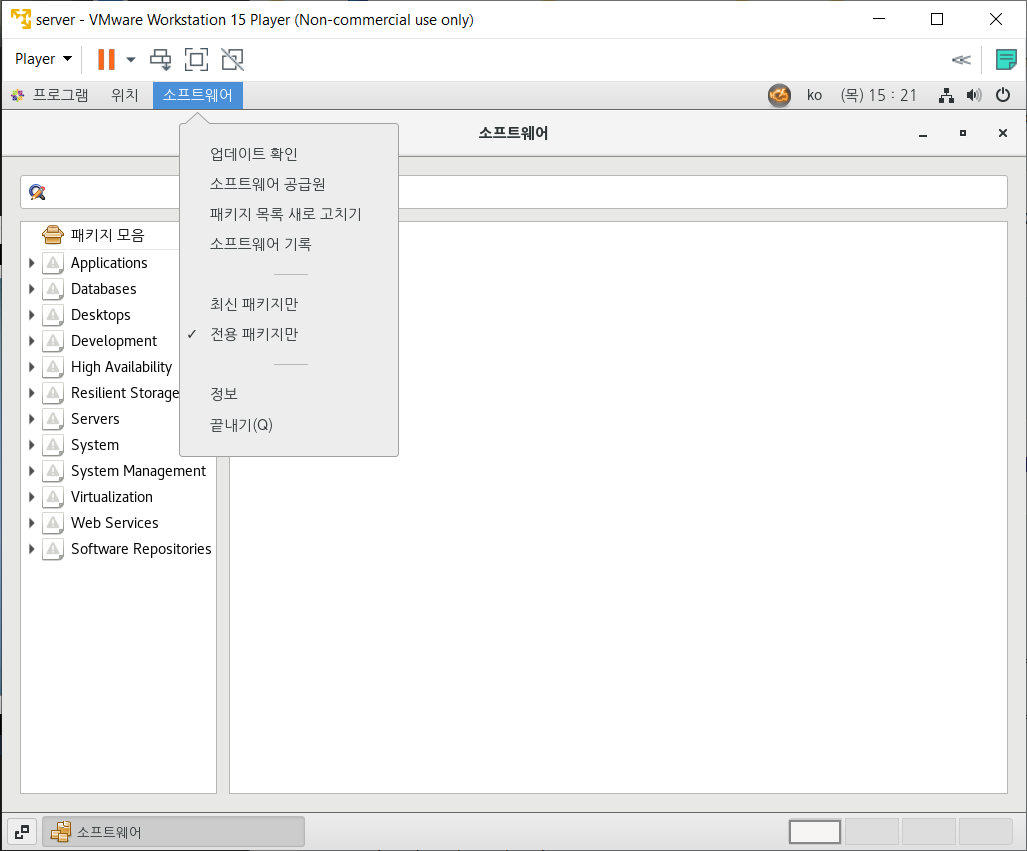 server - VMware Workstation 15 Player (Non-commercial use only)
Player
프로그램 위치 소프트웨어 ko (목) 15 : 21
소프트웨어
업데이트 확인
소프트웨어 공급원
패키지 목록 새로 고치기
소프트웨어 기록
최신 패키지만
전용 패키지만
정보
끝내기(Q)
패키지 모음
Applications
Databases
Desktops
Development
High Availability
Resilient Storage
Servers
System
System Management
Virtualization
Web Services
Software Repositories
소프트웨어